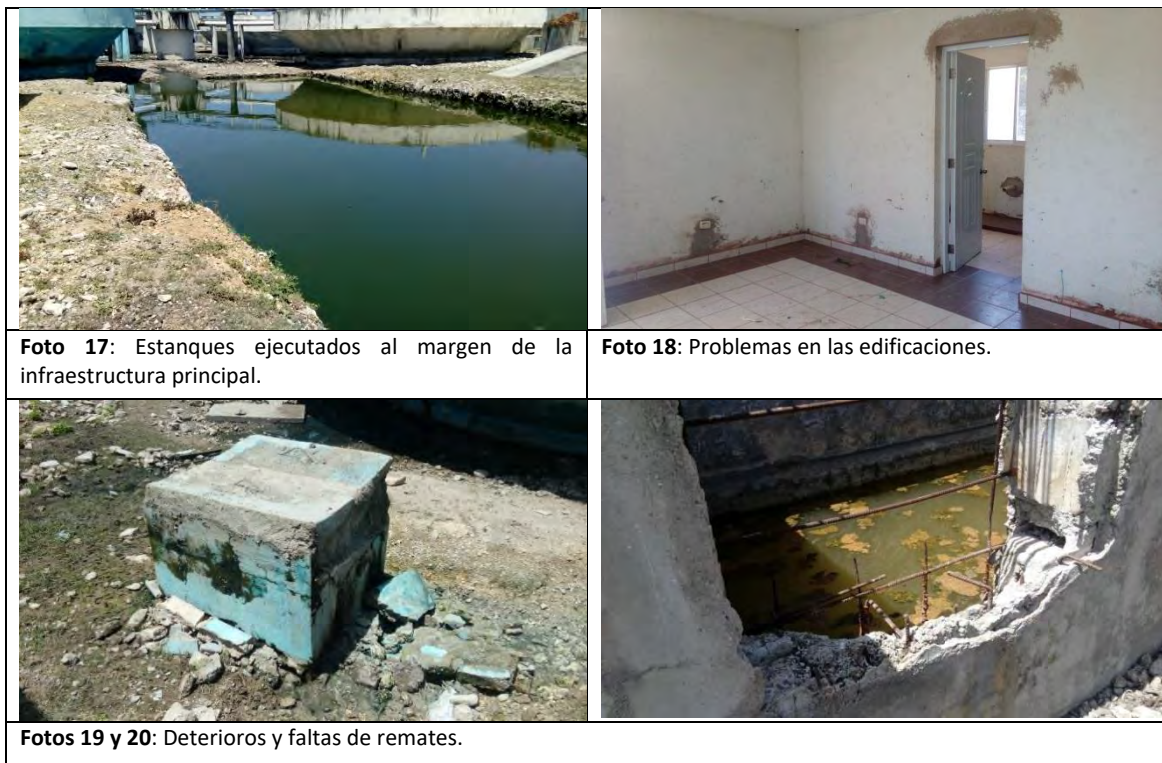 Foto 17: Estanques ejecutados al margen de la
infraestructura principal.
Foto 18: Problemas en las edificaciones.
Fotos 19 y 20: Deterioros y faltas de remates.